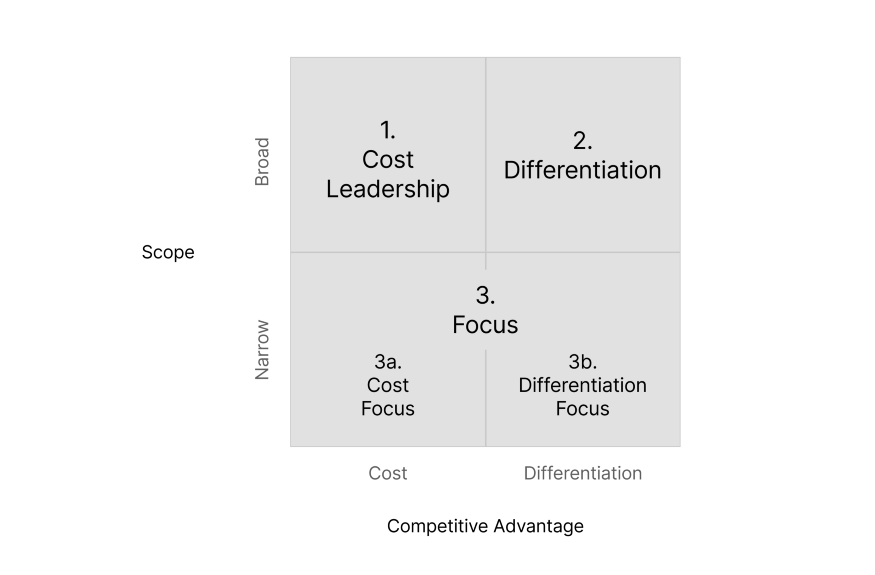 Broad
1.
Cost
Leadership
2.
Differentiation
Scope
Narrow
3.
Focus
3a.
Cost
Focus
3b.
Differentiation
Focus
Cost
Differentiation
Competitive Advantage